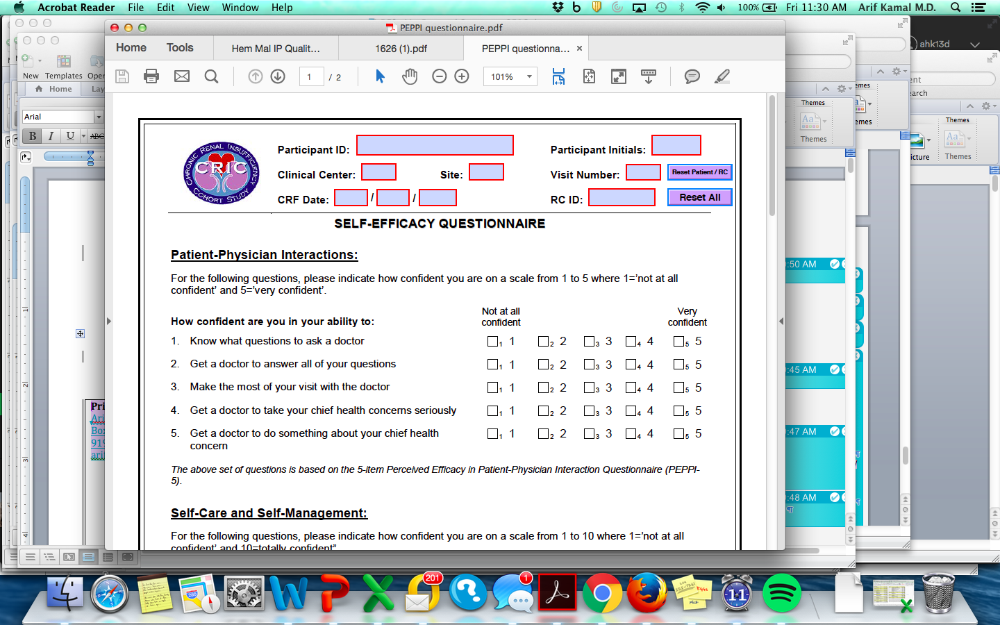 Acrobat Reader File Edit View Window Help 100% Fri 11:30 AM Arif Kamal M.D.
PEPPI questionnaire.pdf
Home Tools Hem Mal IP Qualit... 1626 (1).pdf PEPPI questionna... ×
1 / 2 101%
New Templates Open
Home Lay
Arial
B I U ABC
ahk13d
Themes
Themes
Themes
Themes
emes
emes
icture
earch
CHRONIC RENAL INSUFFICIENCY
CRIC
COHORT STUDY
Participant ID: Participant Initials:
Clinical Center: Site: Visit Number: Reset Patient / RC
CRF Date: / / RC ID: Reset All
SELF-EFFICACY QUESTIONNAIRE
Patient-Physician Interactions:
For the following questions, please indicate how confident you are on a scale from 1 to 5 where 1='not at all
confident' and 5='very confident'.
Not at all Very
How confident are you in your ability to: confident confident
1. Know what questions to ask a doctor 1 1 2 2 3 3 4 4 5 5
2. Get a doctor to answer all of your questions 1 1 2 2 3 3 4 4 5 5
3. Make the most of your visit with the doctor 1 1 2 2 3 3 4 4 5 5
4. Get a doctor to take your chief health concerns seriously 1 1 2 2 3 3 4 4 5 5
5. Get a doctor to do something about your chief health 1 1 2 2 3 3 4 4 5 5
concern
The above set of questions is based on the 5-item Perceived Efficacy in Patient-Physician Interaction Questionnaire (PEPPI-
5).
Self-Care and Self-Management:
For the following questions, please indicate how confident you are on a scale from 1 to 10 where 1='not at all
confident' and 10=totally confident"
Pri
Ari
Box
919
ari
:50 AM
:45 AM
:47 AM
:48 AM
201
1
280
11